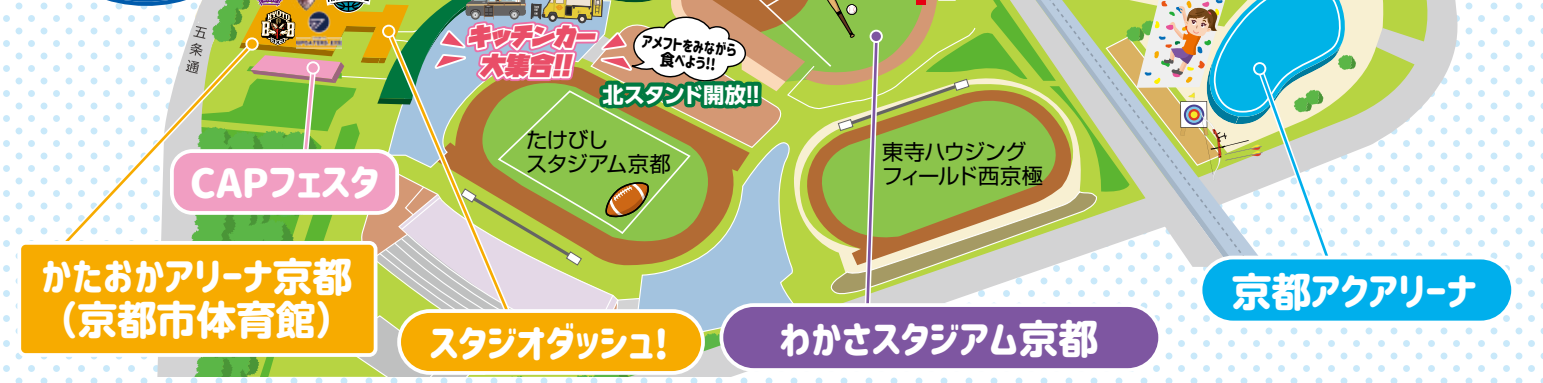 五条通
キッチンカー
大集合!!
アメフトをみながら
食べよう!!
北スタンド開放!!
たけびし
スタジアム京都
東寺ハウジング
フィールド西京極
CAPフェスタ
かたおかアリーナ京都
(京都市体育館)
スタジオダッシュ!
わかさスタジアム京都
京都アクアリーナ